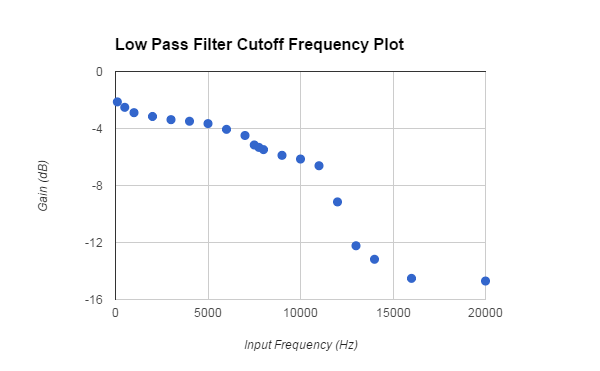 Low Pass Filter Cutoff Frequency Plot
0
-4
-8
-12
-16
Gain (dB)
0 5000 10000 15000 20000
Input Frequency (Hz)